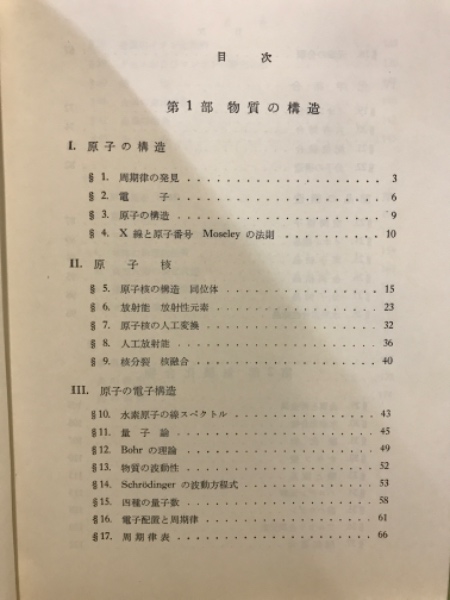 目 次
第1部 物質の構造
I. 原子の構造
§ 1. 周期律の発見 3
§ 2. 電 子 6
§ 3. 原子の構造 9
§ 4. X 線と原子番号 Moseley の法則 10
II. 原 子 核
§ 5. 原子核の構造 同位体 15
§ 6. 放射能 放射性元素 23
§ 7. 原子核の人工変換 32
§ 8. 人工放射能 36
§ 9. 核分裂 核融合 40
III. 原子の電子構造
§10. 水素原子の線スペクトル 43
§11. 量 子 論 45
§12. Bohr の理論 49
§13. 物質の波動性 52
§14. Schrödinger の波動方程式 53
§15. 四種の量子数 58
§16. 電子配置と周期律 61
§17. 周 期 律 表 66